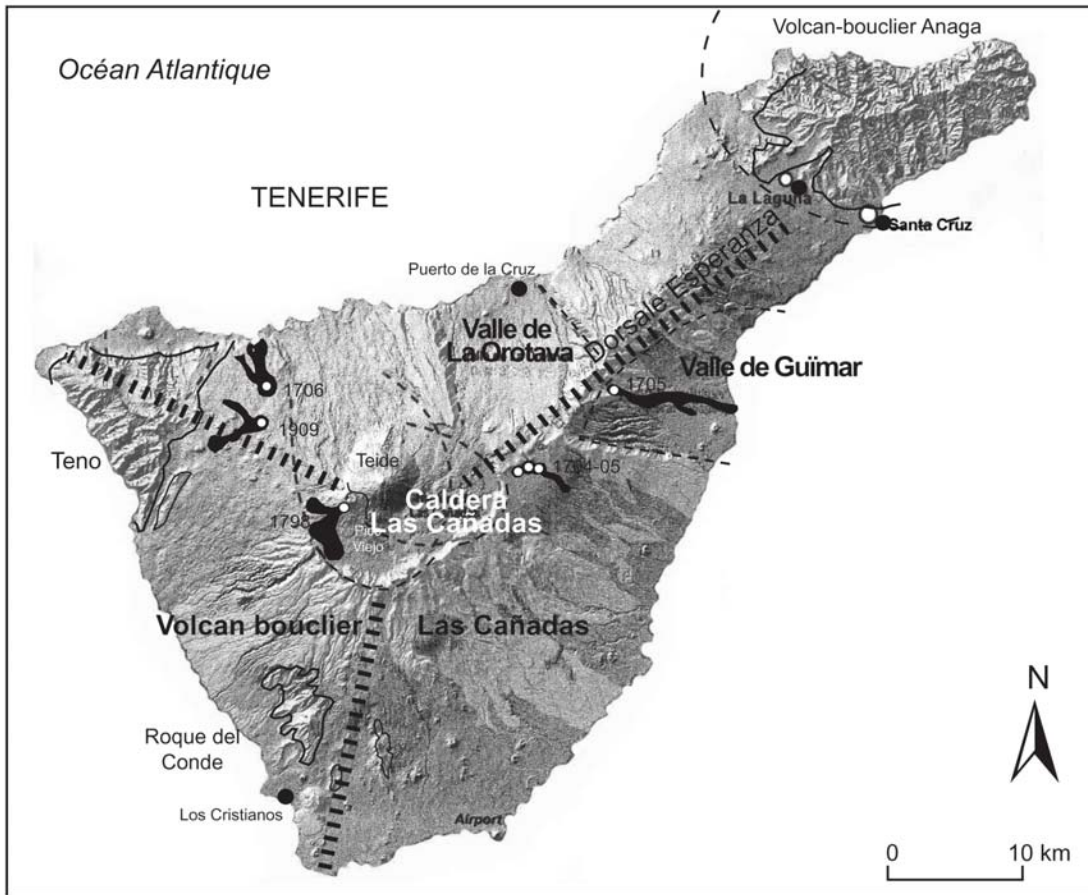 Volcan-bouclier Anaga
Océan Atlantique
TENERIFE
La Laguna
Santa Cruz
Puerto de la Cruz
Dorsale Esperanza
Valle de
La Orotava
Valle de Guïmar
1706
1705
1909
Teno
Teide
1704-05
Caldera
Las Cañadas
1798
Pico
Viejo
Volcan bouclier
Las Cañadas
N
Roque del
Conde
Los Cristianos
Airport
0 10 km